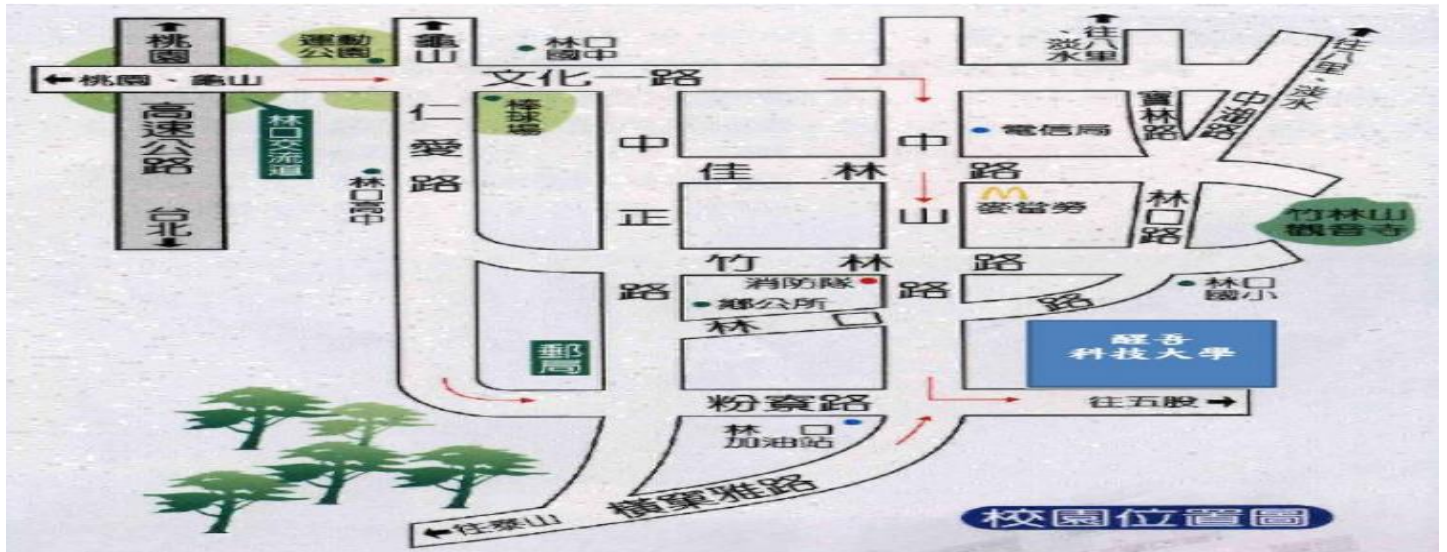 桃園
運動
公園
龜山
林口
國中
往八里
、淡水
往八里、淡水
桃園、龜山
文化一路
高速公路
台北
林口交流道
仁愛路
棒球場
中正路
中山路
電信局
寶林路
中湖路
林口高中
佳林路
麥當勞
林口路
竹林山
觀音寺
竹林路
消防隊
鄉公所
林口路
林口
國小
郵局
醒吾
科技大學
粉寮路
往五股
林口
加油站
橫窠雅路
往泰山
校園位置圖